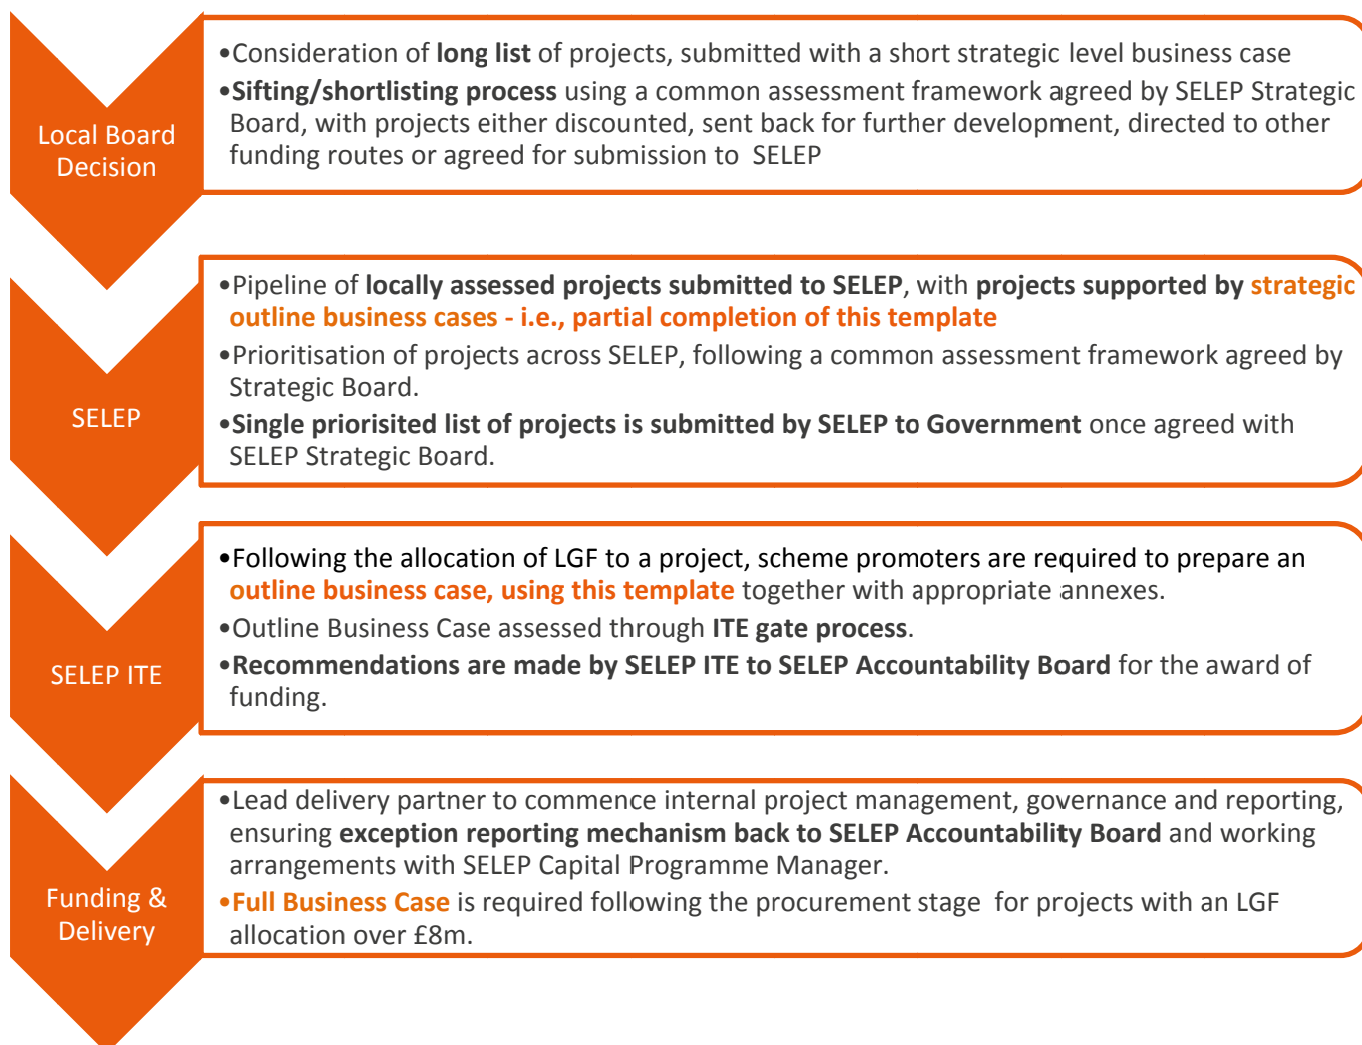 Local Board
Decision
•Consideration of long list of projects, submitted with a short strategic level business case
•Sifting/shortlisting process using a common assessment framework agreed by SELEP Strategic
Board, with projects either discounted, sent back for further development, directed to other
funding routes or agreed for submission to SELEP
SELEP
•Pipeline of locally assessed projects submitted to SELEP, with projects supported by strategic
outline business cases - i.e., partial completion of this template
•Prioritisation of projects across SELEP, following a common assessment framework agreed by
Strategic Board.
•Single priorisited list of projects is submitted by SELEP to Government once agreed with
SELEP Strategic Board.
SELEP ITE
•Following the allocation of LGF to a project, scheme promoters are required to prepare an
outline business case, using this template together with appropriate annexes.
•Outline Business Case assessed through ITE gate process.
•Recommendations are made by SELEP ITE to SELEP Accountability Board for the award of
funding.
Funding &
Delivery
•Lead delivery partner to commence internal project management, governance and reporting,
ensuring exception reporting mechanism back to SELEP Accountability Board and working
arrangements with SELEP Capital Programme Manager.
•Full Business Case is required following the procurement stage for projects with an LGF
allocation over £8m.